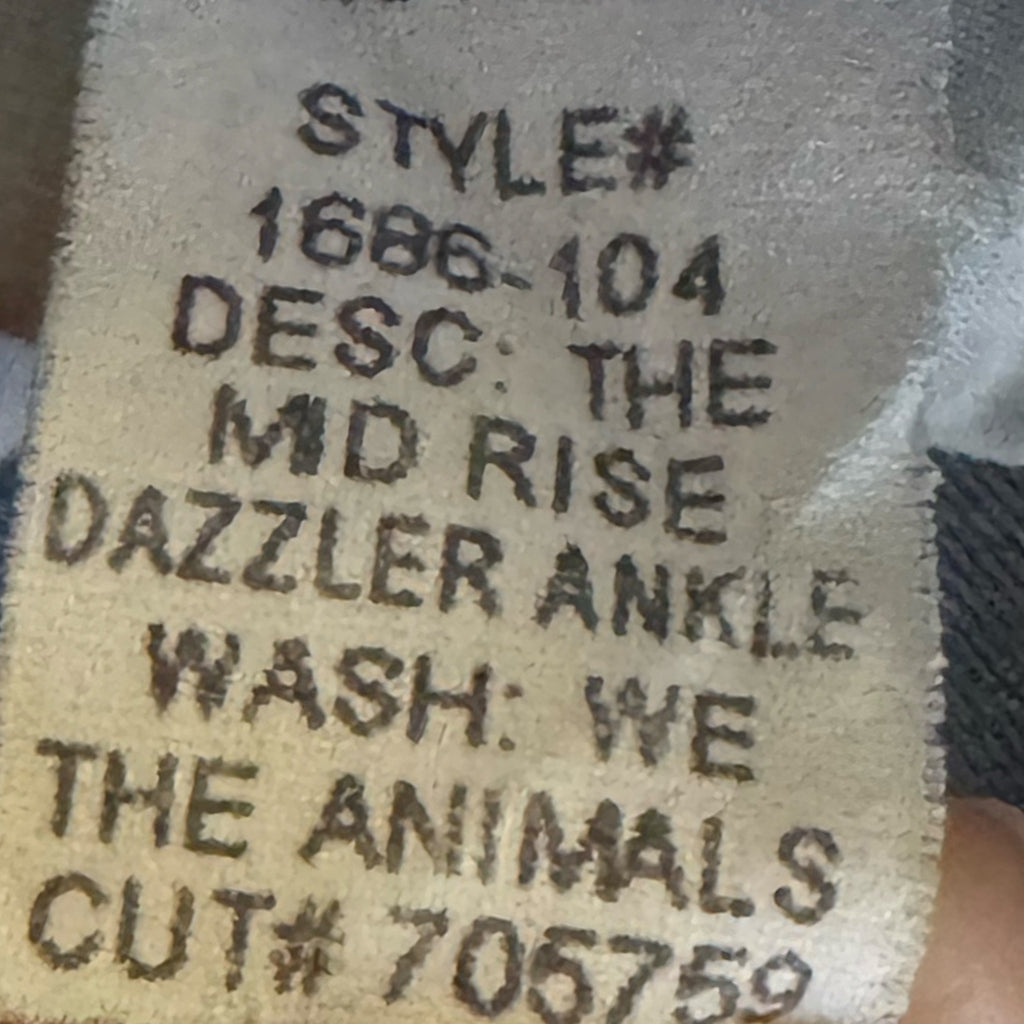 STYLE#
1686-104
DESC: THE
MID RISE
DAZZLER ANKLE
WASH: WE
THE ANIMALS
CUT# 705759